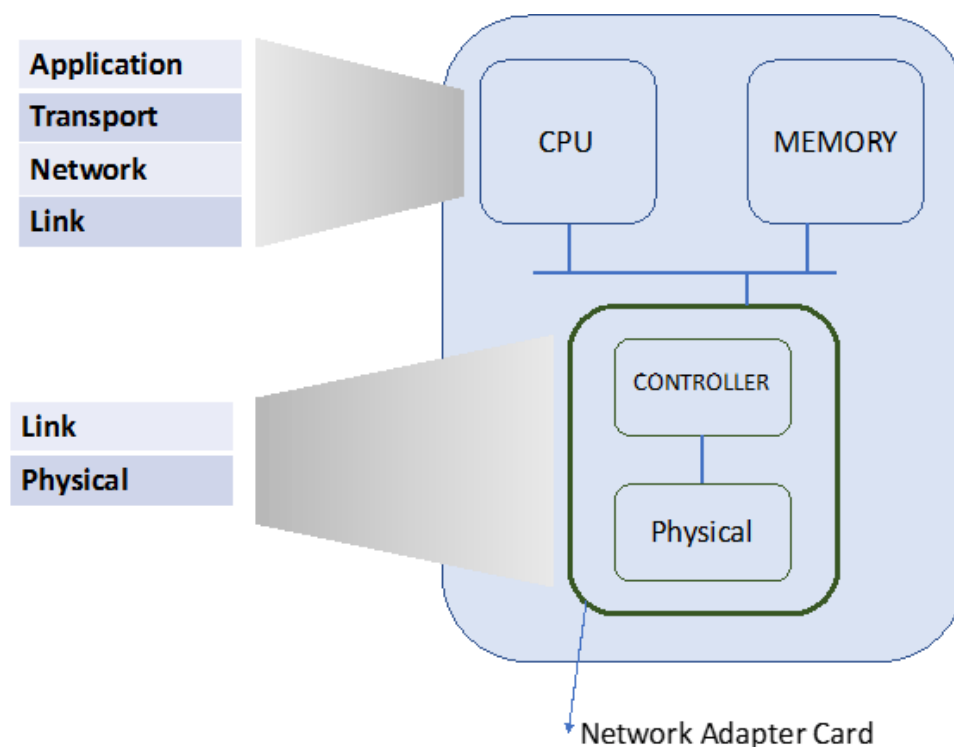 Application
Transport
Network
Link
CPU
MEMORY
CONTROLLER
Link
Physical
Physical
Network Adapter Card